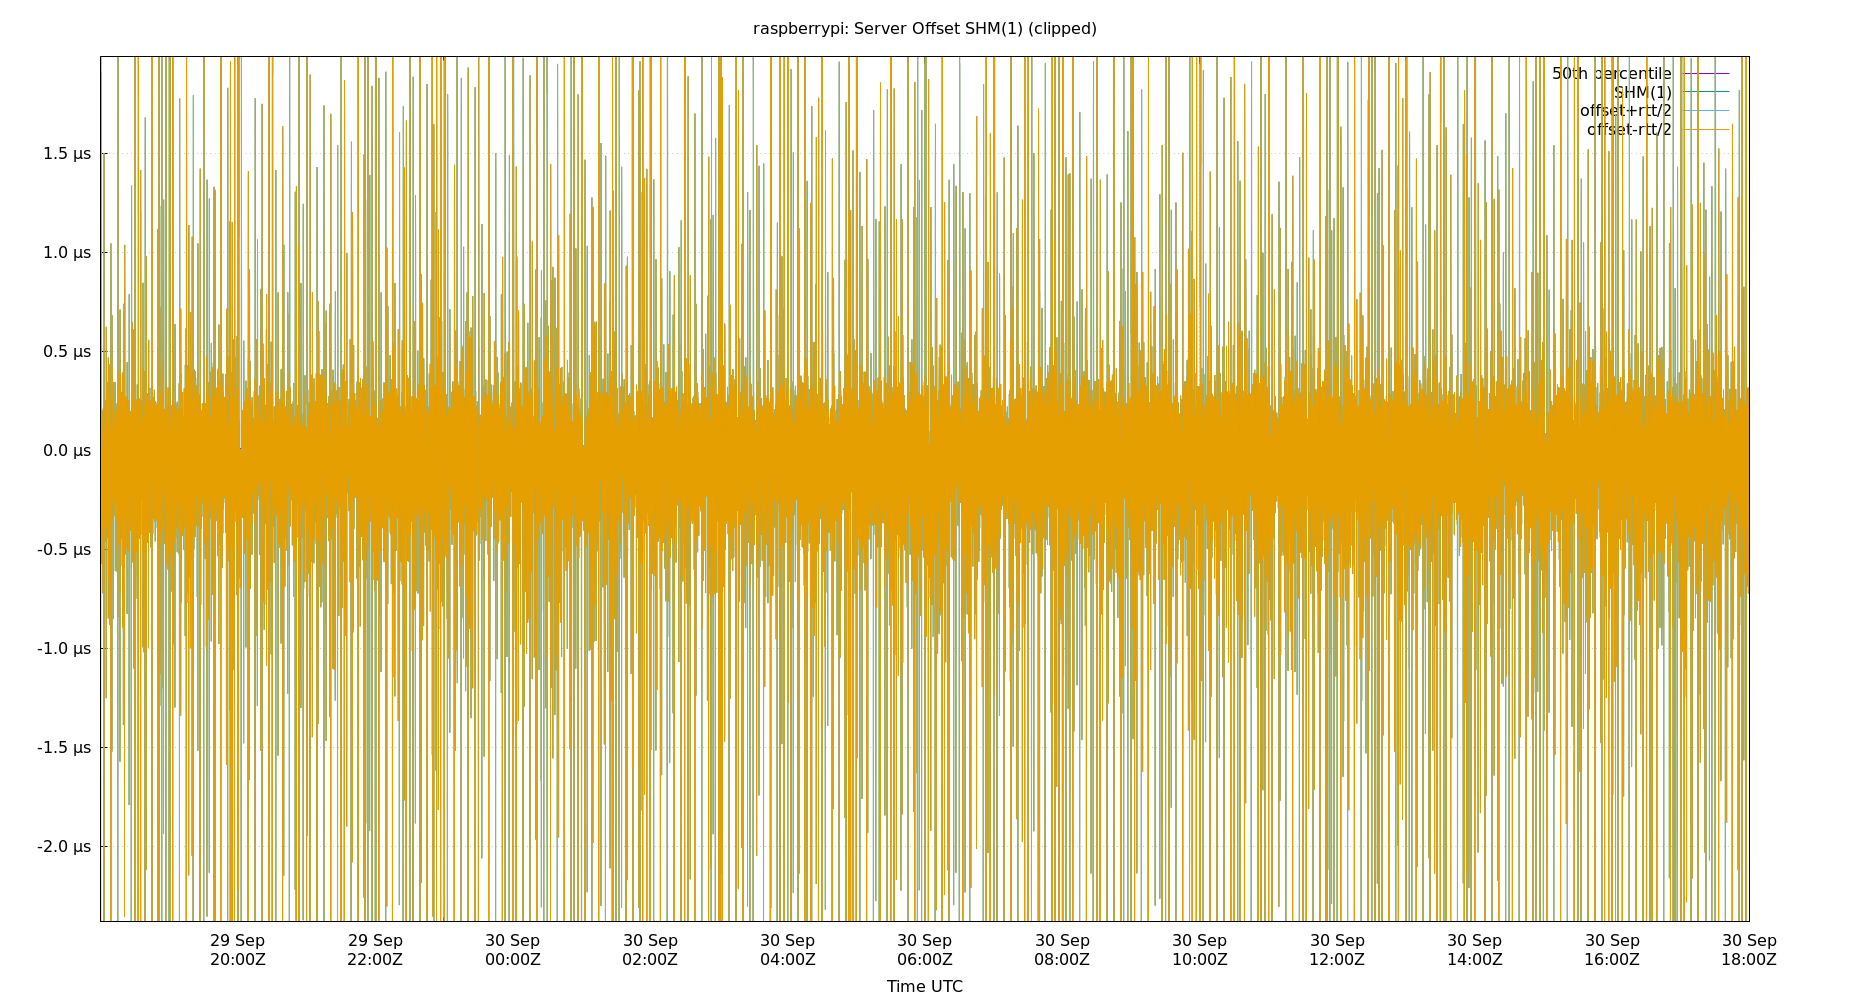 raspberrypi: Server Offset SHM(1) (clipped)
50th percentile
SHM(1)
offset+rtt/2
offset-rtt/2
1.5 µs
1.0 µs
0.5 µs
0.0 µs
-0.5 µs
-1.0 µs
-1.5 µs
-2.0 µs
29 Sep 29 Sep 30 Sep 30 Sep 30 Sep 30 Sep 30 Sep 30 Sep 30 Sep 30 Sep 30 Sep 30 Sep
20:00Z 22:00Z 00:00Z 02:00Z 04:00Z 06:00Z 08:00Z 10:00Z 12:00Z 14:00Z 16:00Z 18:00Z
Time UTC